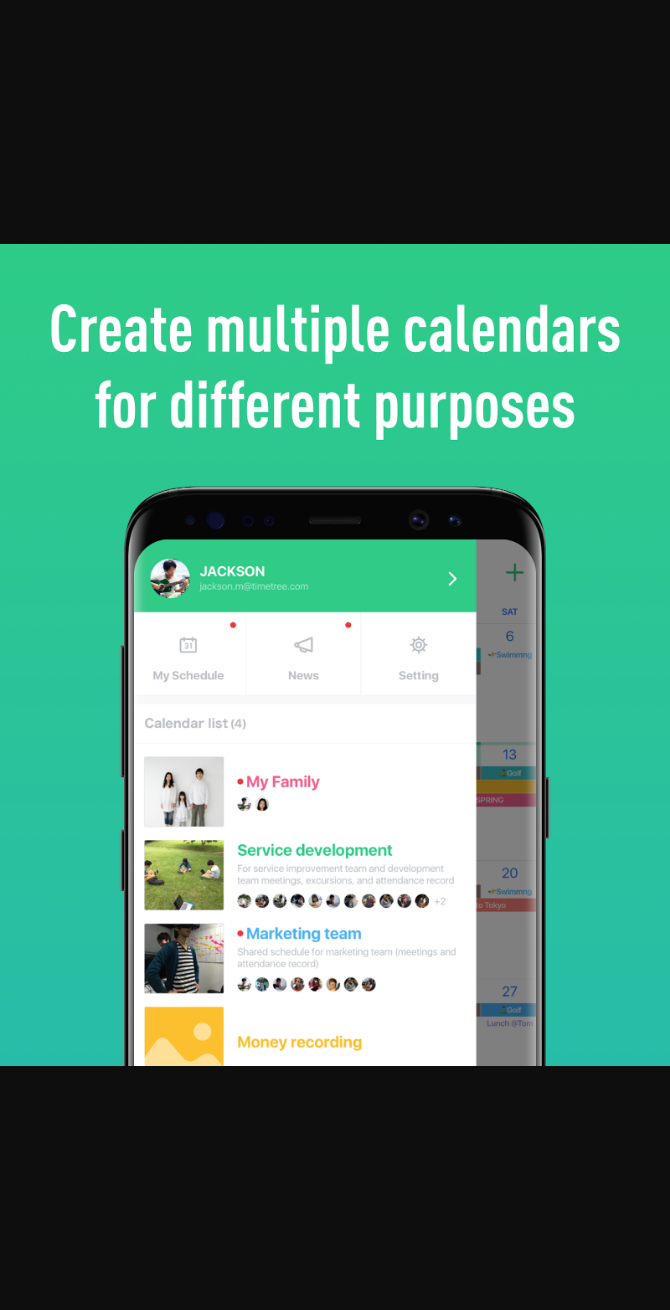 Create multiple calendars
for different purposes
JACKSON
jackson.m@timetree.com
31
My Schedule
News
Setting
Calendar list (4)
My Family
Service development
For service improvement team and development
team meetings, excursions, and attendance record
+2
Marketing team
Shared schedule for marketing team (meetings and
attendance record)
Money recording
SAT
6
Swimmng
13
Golf
SPRING
20
Swimmng
to Tokyo
27
Golf
Lunch @Tim